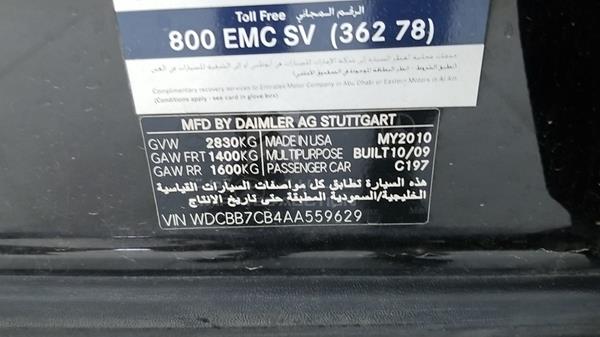 Toll Free الرقم المجاني
800 EMC SV (362 78)
Complimentary recovery services to Emirates Motor Company in Abu Dhabi or Eastern Motors in Al Ain
(Conditions apply : see card in glove box)
MFD BY DAIMLER AG STUTTGART
GVW 2830KG MADE IN USA MY2010
GAW FRT 1400KG MULTIPURPOSE BUILT10/09
GAW RR 1600KG PASSENGER CAR C197
هذه السيارة تطابق كل مواصفات السيارات القياسية
الخليجية/السعودية المطبقة حتى تاريخ الانتاج
VIN WDCBB7CB4AA559629